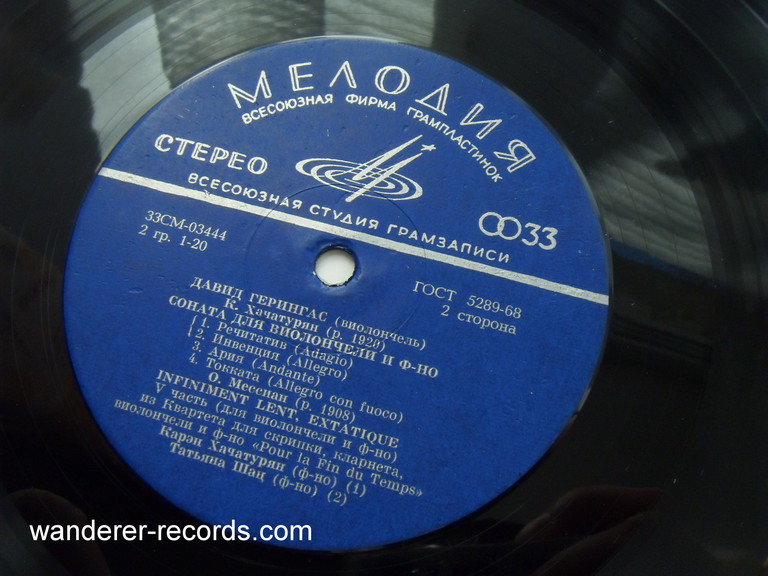 МЕЛОДИЯ
ВСЕСОЮЗНАЯ ФИРМА ГРАМПЛАСТИНОК
СТЕРЕО
ВСЕСОЮЗНАЯ СТУДИЯ ГРАМЗАПИСИ
33
33СМ-03444
2 гр. 1-20
ГОСТ 5289-68
2 сторона
ДАВИД ГЕРИНГАС (виолончель)
К. Хачатурян (р. 1920)
СОНАТА ДЛЯ ВИОЛОНЧЕЛИ И Ф-НО
1. Речитатив (Adagio)
2. Инвенция (Allegro)
3. Ария (Andante)
4. Токката (Allegro con fuoco)
О. Мессиан (р. 1908)
INFINIMENT LENT, EXTATIQUE
V часть (для виолончели и ф-но)
из Квартета для скрипки, кларнета,
виолончели и ф-но «Pour la Fin du Temps»
Карэн Хачатурян (ф-но) (1)
Татьяна Шац (ф-но) (2)
wanderer-records.com